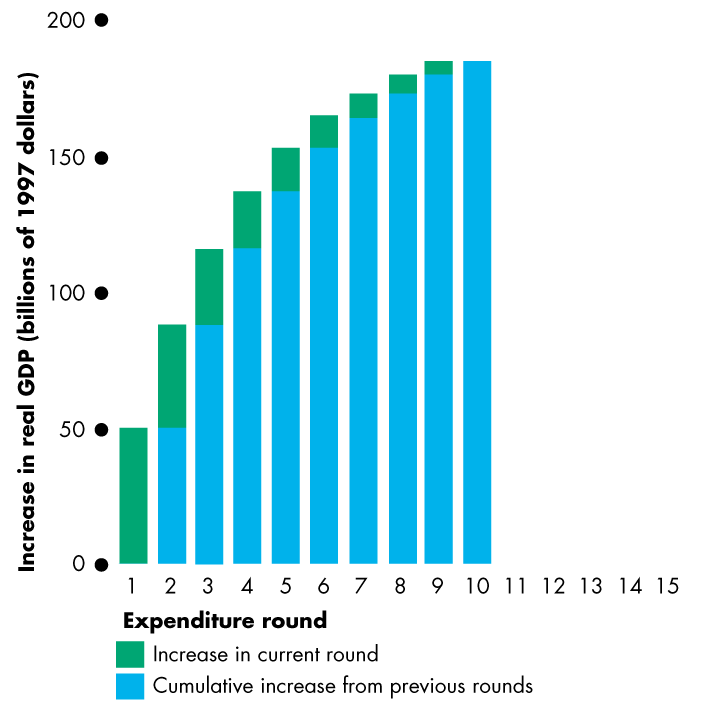 200
150
100
50
0
Increase in real GDP (billions of 1997 dollars)
1 2 3 4 5 6 7 8 9 10 11 12 13 14 15
Expenditure round
Increase in current round
Cumulative increase from previous rounds